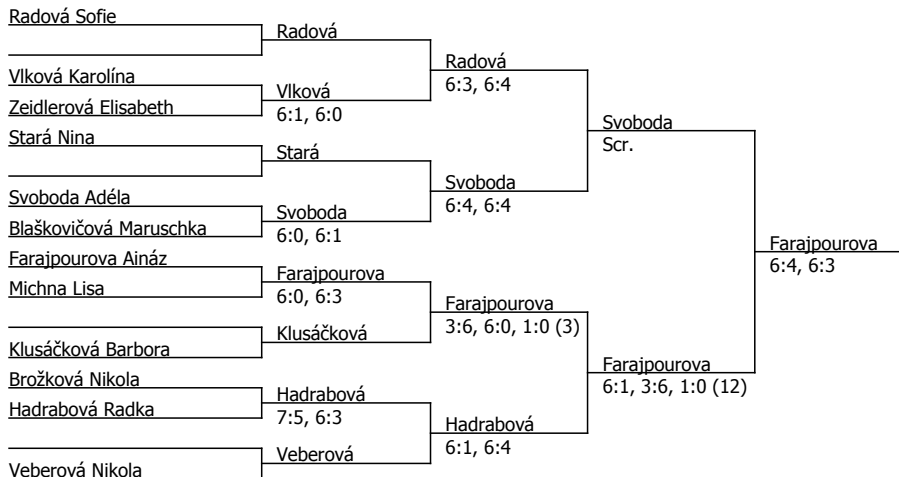 Radová Sofie
Radová
Radová
6:3, 6:4
Vlková Karolína
Vlková
6:1, 6:0
Zeidlerová Elisabeth
Svoboda
Scr.
Stará Nina
Stará
Svoboda
6:4, 6:4
Svoboda Adéla
Svoboda
6:0, 6:1
Blaškovičová Maruschka
Farajpourova
6:4, 6:3
Farajpourova Aináz
Farajpourova
6:0, 6:3
Michna Lisa
Farajpourova
3:6, 6:0, 1:0 (3)
Klusáčková
Klusáčková Barbora
Farajpourova
6:1, 3:6, 1:0 (12)
Brožková Nikola
Hadrabová
7:5, 6:3
Hadrabová Radka
Hadrabová
6:1, 6:4
Veberová
Veberová Nikola